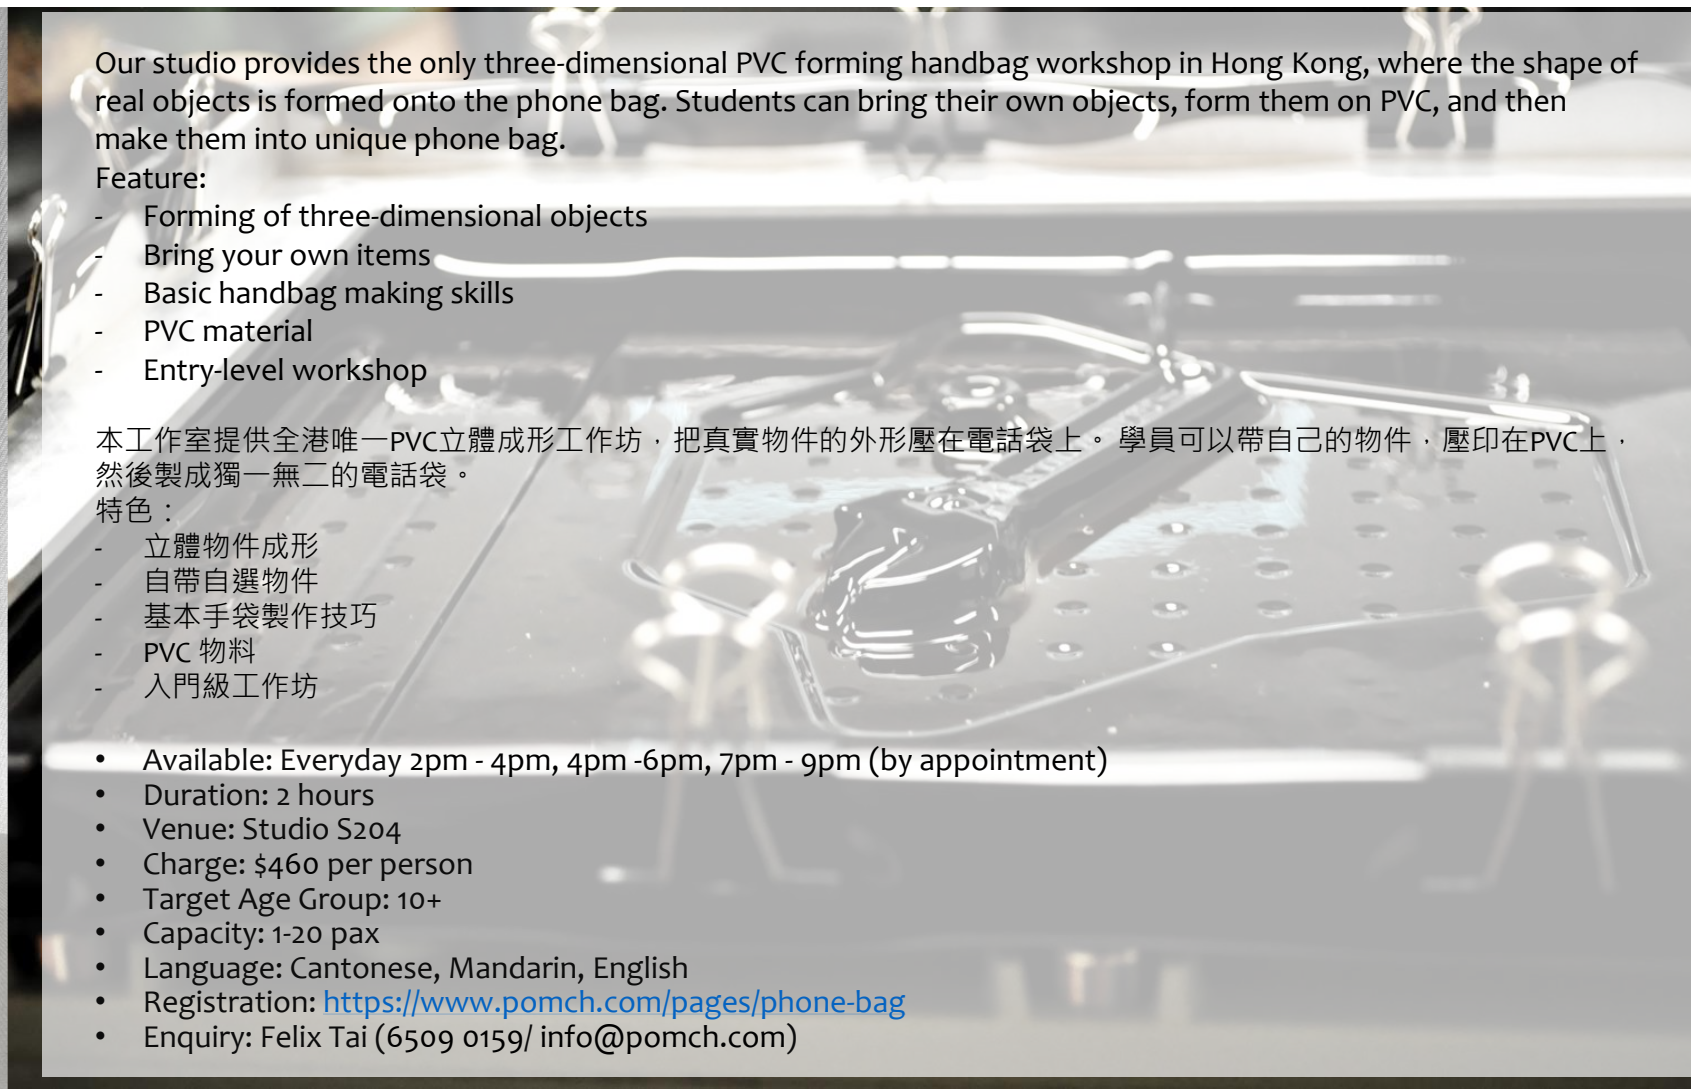 Our studio provides the only three-dimensional PVC forming handbag workshop in Hong Kong, where the shape of
real objects is formed onto the phone bag. Students can bring their own objects, form them on PVC, and then
make them into unique phone bag.
Feature:
- Forming of three-dimensional objects
- Bring your own items
- Basic handbag making skills
- PVC material
- Entry-level workshop
本工作室提供全港唯一PVC立體成形工作坊，把真實物件的外形壓在電話袋上。 學員可以帶自己的物件，壓印在PVC上，
然後製成獨一無二的電話袋。
特色：
- 立體物件成形
- 自帶自選物件
- 基本手袋製作技巧
- PVC 物料
- 入門級工作坊
• Available: Everyday 2pm - 4pm, 4pm -6pm, 7pm - 9pm (by appointment)
• Duration: 2 hours
• Venue: Studio S204
• Charge: $460 per person
• Target Age Group: 10+
• Capacity: 1-20 pax
• Language: Cantonese, Mandarin, English
• Registration: https://www.pomch.com/pages/phone-bag
• Enquiry: Felix Tai (6509 0159/ info@pomch.com)